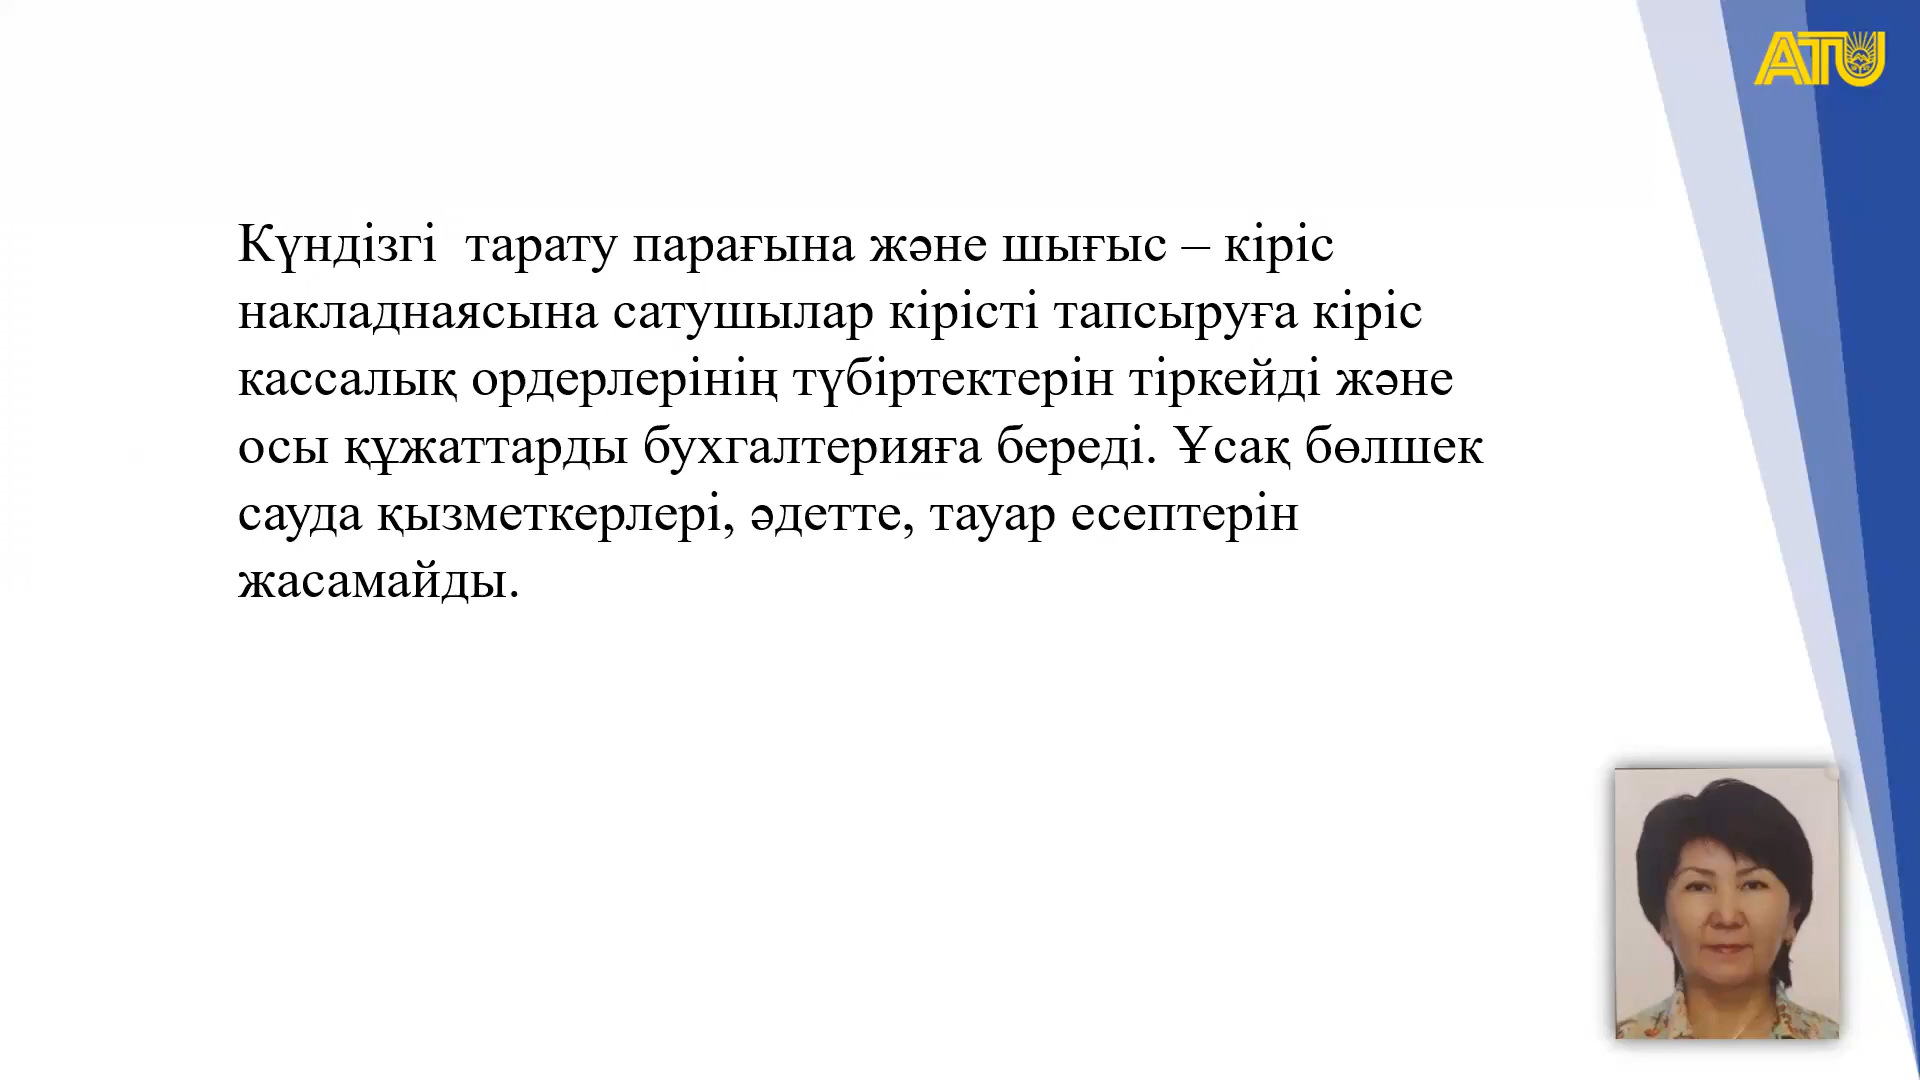 ATU
Күндізгі тарату парағына және шығыс – кіріс
накладнаясына сатушылар кірісті тапсыруға кіріс
кассалық ордерлерінің түбіртектерін тіркейді және
осы құжаттарды бухгалтерияға береді. Ұсақ бөлшек
сауда қызметкерлері, әдетте, тауар есептерін
жасамайды.